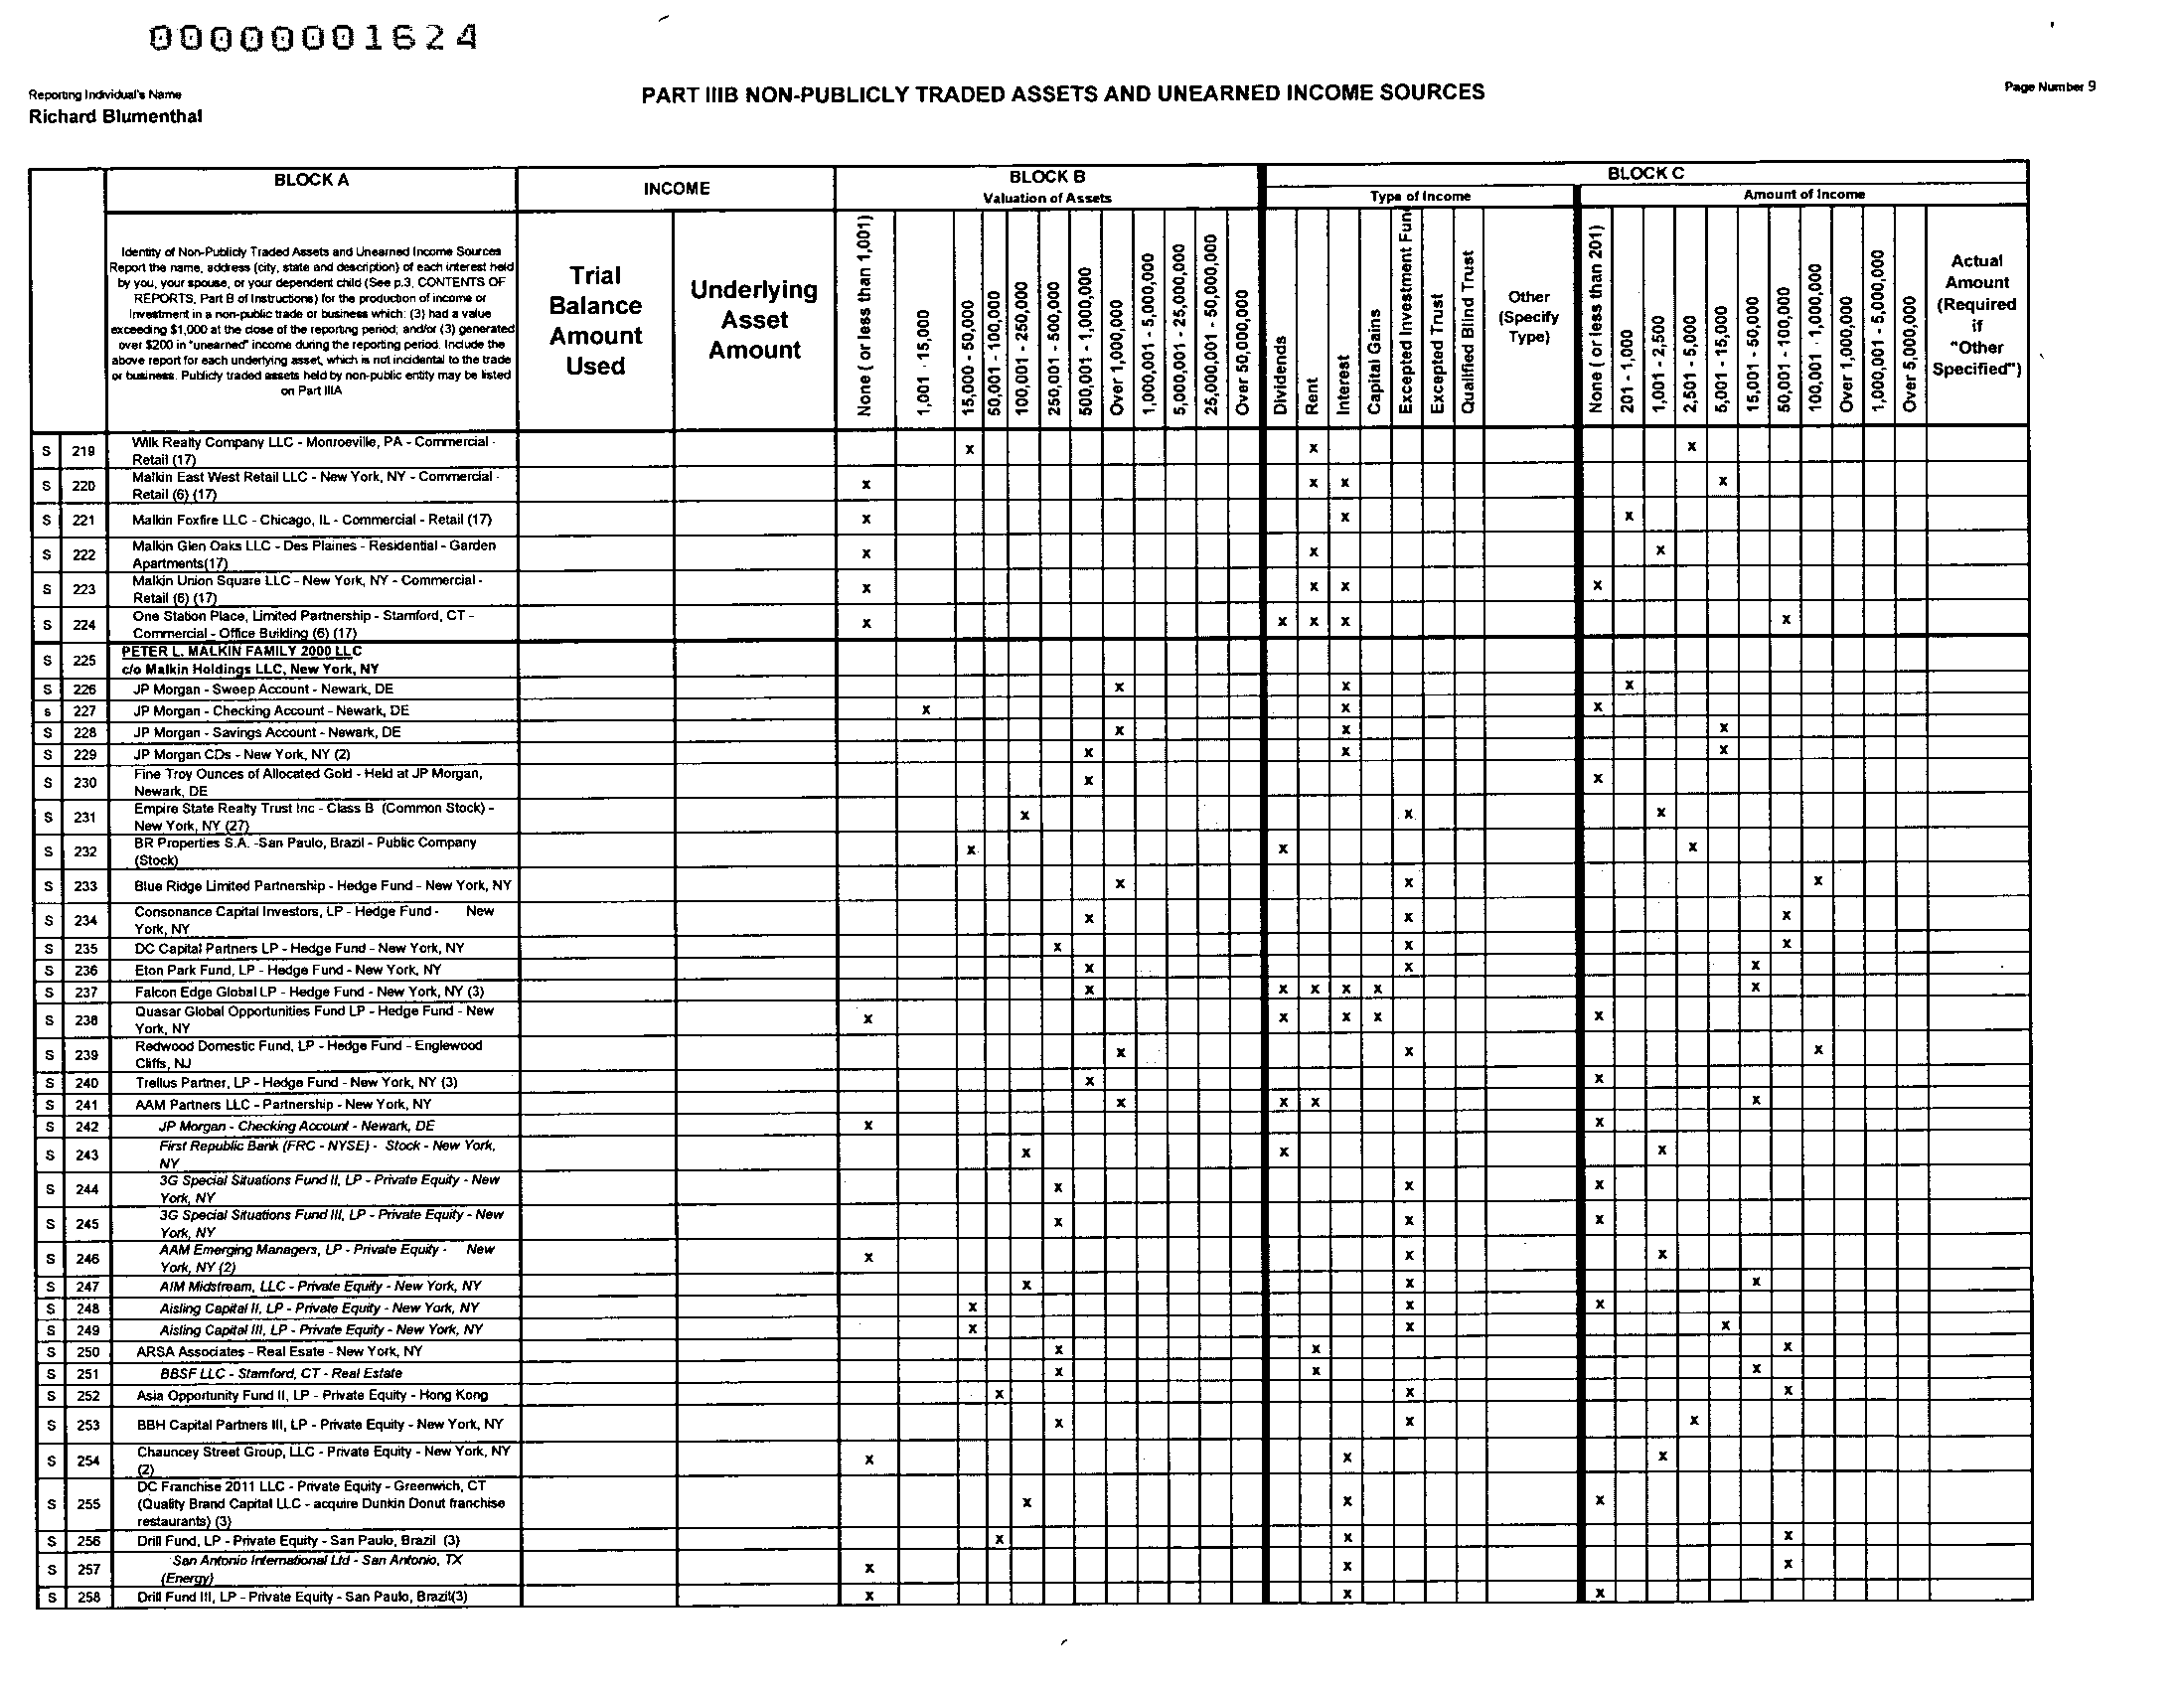 00000001624
Reporting Individual's Name
Richard Blumenthal
PART IIIB NON-PUBLICLY TRADED ASSETS AND UNEARNED INCOME SOURCES
Page Number 9
BLOCK A
INCOME
BLOCK B
Valuation of Assets
BLOCK C
Type of Income
Amount of Income
Identity of Non-Publicly Traded Assets and Unearned Income Sources
Report the name, address (city, state and description) of each interest held
by you, your spouse, or your dependent child (See p.3, CONTENTS OF
REPORTS, Part B of Instructions) for the production of income or
Investment in a non-public trade or business which: (3) had a value
exceeding $1,000 at the close of the reporting period; and/or (3) generated
over $200 in "unearned" income during the reporting period. Include the
above report for each underlying asset, which is not incidental to the trade
or business. Publicly traded assets held by non-public entity may be listed
on Part IIIA
Trial
Balance
Amount
Used
Underlying
Asset
Amount
None ( or less than 1,001)
1,001 - 15,000
15,000 - 50,000
50,001 - 100,000
100,001 - 250,000
250,001 - 500,000
500,001 - 1,000,000
Over 1,000,000
1,000,001 - 5,000,000
5,000,001 - 25,000,000
25,000,001 - 50,000,000
Over 50,000,000
Dividends
Rent
Interest
Capital Gains
Excepted Investment Fun
Excepted Trust
Qualified Blind Trust
Other
(Specify
Type)
None ( or less than 201)
201 - 1,000
1,001 - 2,500
2,501 - 5,000
5,001 - 15,000
15,001 - 50,000
50,001 - 100,000
100,001 - 1,000,000
Over 1,000,000
1,000,001 - 5,000,000
Over 5,000,000
Actual
Amount
(Required
if
"Other
Specified")
S 219 Wilk Realty Company LLC - Monroeville, PA - Commercial -
Retail (17) x x x
S 220 Malkin East West Retail LLC - New York, NY - Commercial -
Retail (6) (17) x x x x
S 221 Malkin Foxfire LLC - Chicago, IL - Commercial - Retail (17) x x x
S 222 Malkin Glen Oaks LLC - Des Plaines - Residential - Garden
Apartments(17) x x x
S 223 Malkin Union Square LLC - New York, NY - Commercial -
Retail (6) (17) x x x x
S 224 One Station Place, Limited Partnership - Stamford, CT -
Commercial - Office Building (6) (17) x x x x x
S 225 PETER L. MALKIN FAMILY 2000 LLC
c/o Malkin Holdings LLC, New York, NY
S 226 JP Morgan - Sweep Account - Newark, DE x x x
s 227 JP Morgan - Checking Account - Newark, DE x x x
S 228 JP Morgan - Savings Account - Newark, DE x x x
S 229 JP Morgan CDs - New York, NY (2) x x x
S 230 Fine Troy Ounces of Allocated Gold - Held at JP Morgan,
Newark, DE x x
S 231 Empire State Realty Trust Inc - Class B (Common Stock) -
New York, NY (27) x x x
S 232 BR Properties S.A. -San Paulo, Brazil - Public Company
(Stock) x x x
S 233 Blue Ridge Limited Partnership - Hedge Fund - New York, NY x x x
S 234 Consonance Capital Investors, LP - Hedge Fund - New
York, NY x x x
S 235 DC Capital Partners LP - Hedge Fund - New York, NY x x x
S 236 Eton Park Fund, LP - Hedge Fund - New York, NY x x x
S 237 Falcon Edge Global LP - Hedge Fund - New York, NY (3) x x x x x x
S 238 Quasar Global Opportunities Fund LP - Hedge Fund - New
York, NY x x x x x
S 239 Redwood Domestic Fund, LP - Hedge Fund - Englewood
Cliffs, NJ x x x
S 240 Trellus Partner, LP - Hedge Fund - New York, NY (3) x x
S 241 AAM Partners LLC - Partnership - New York, NY x x x x
S 242 JP Morgan - Checking Account - Newark, DE x x
S 243 First Republic Bank (FRC - NYSE) - Stock - New York,
NY x x x
S 244 3G Special Situations Fund II, LP - Private Equity - New
York, NY x x x
S 245 3G Special Situations Fund III, LP - Private Equity - New
York, NY x x x
S 246 AAM Emerging Managers, LP - Private Equity - New
York, NY (2) x x x
S 247 AIM Midstream, LLC - Private Equity - New York, NY x x x
S 248 Aisling Capital II, LP - Private Equity - New York, NY x x x
S 249 Aisling Capital III, LP - Private Equity - New York, NY x x x
S 250 ARSA Associates - Real Esate - New York, NY x x x
S 251 BBSF LLC - Stamford, CT - Real Estate x x x
S 252 Asia Opportunity Fund II, LP - Private Equity - Hong Kong x x x
S 253 BBH Capital Partners III, LP - Private Equity - New York, NY x x x
S 254 Chauncey Street Group, LLC - Private Equity - New York, NY
(2) x x x
S 255 DC Franchise 2011 LLC - Private Equity - Greenwich, CT
(Quality Brand Capital LLC - acquire Dunkin Donut franchise
restaurants) (3) x x x
S 256 Drill Fund, LP - Private Equity - San Paulo, Brazil (3) x x x
S 257 San Antonio International Ltd - San Antonio, TX
(Energy) x x x
S 258 Drill Fund III, LP - Private Equity - San Paulo, Brazil(3) x x x